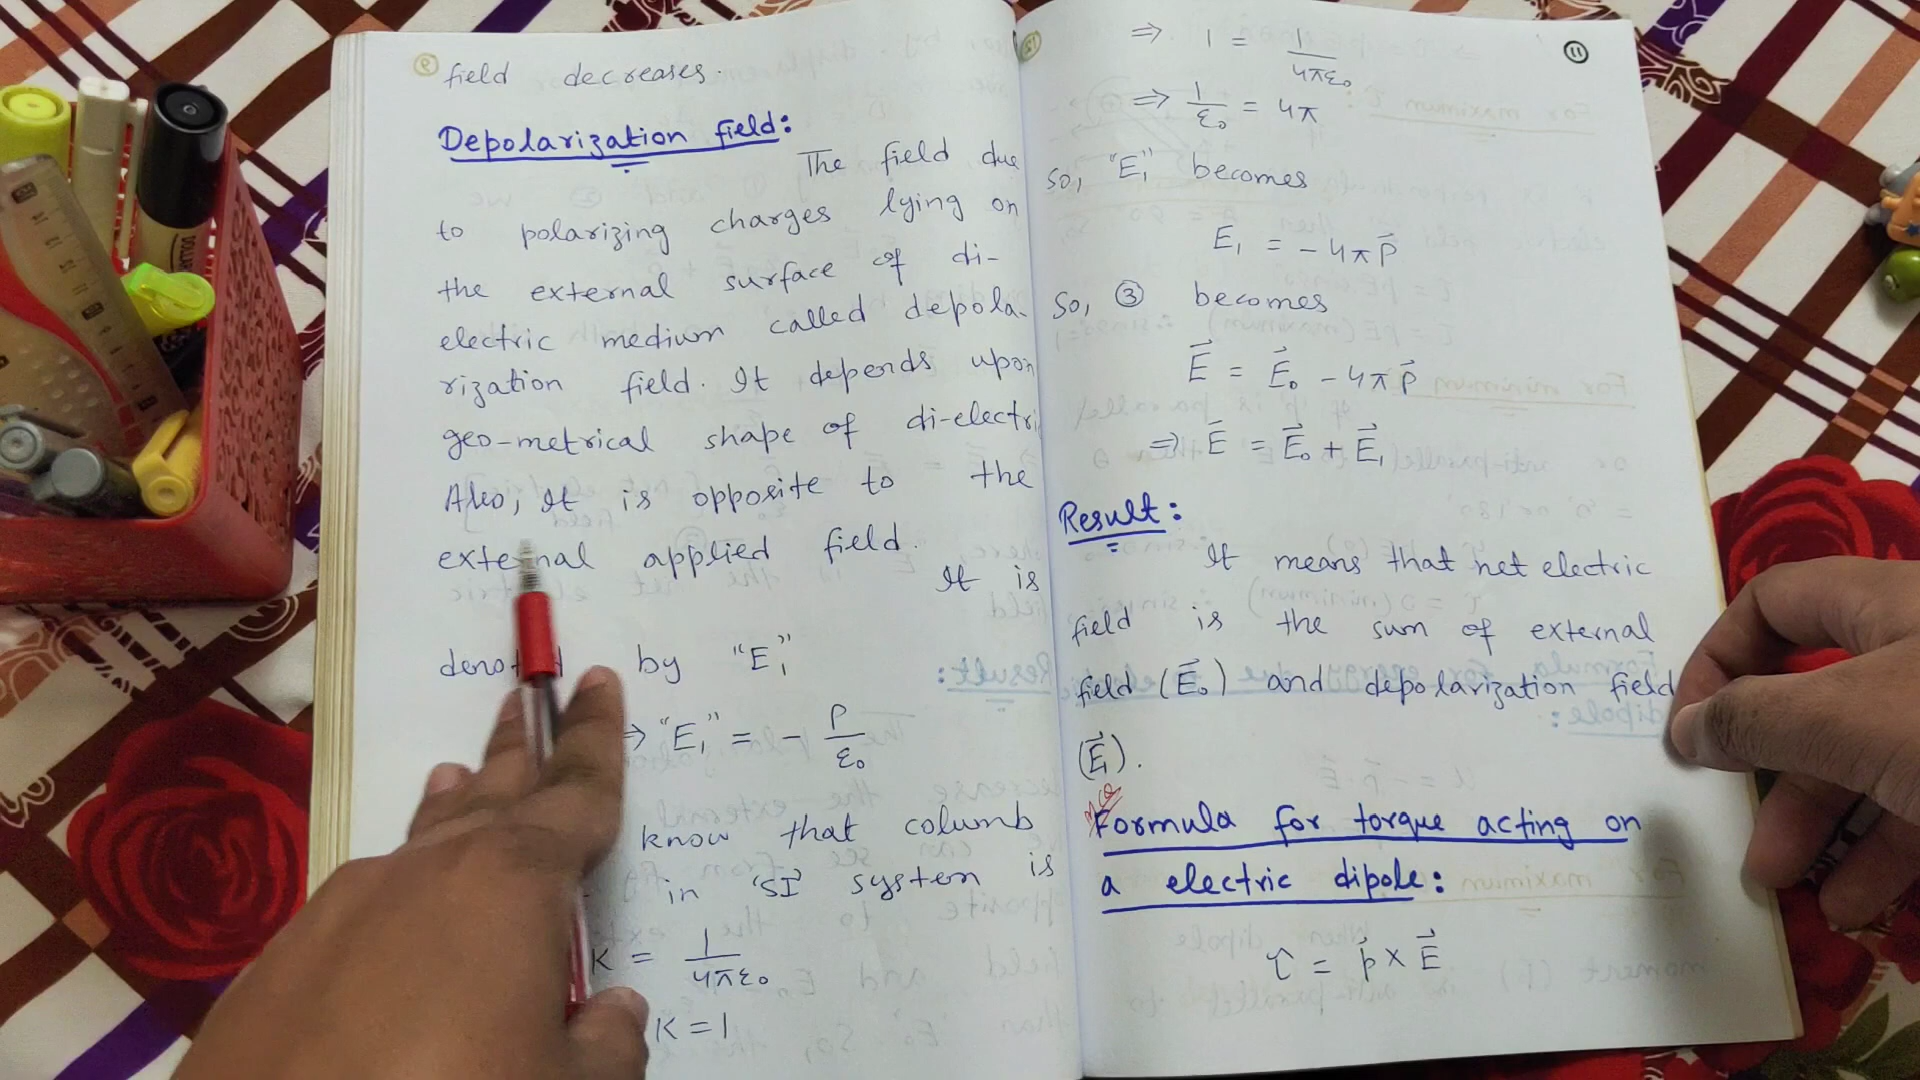 9
field decreases.
Depolarization field:
The field due
to polarizing charges lying on
the external surface of di-
electric medium called depola-
rization field. It depends upon
geo-metrical shape of di-electri
Also, It is opposite to the
external applied field.
It is
by "E₁"
⇒ "E₁" = - P/ε₀
know that columb
in 'SI' system is
K = 1/4πε₀
K = 1
11
⇒ 1 = 1/4πε₀
⇒ 1/ε₀ = 4π
So, "E₁" becomes
E₁ = - 4πP⃗
So, ③ becomes
E⃗ = E⃗₀ - 4πP⃗
⇒ E⃗ = E⃗₀ + E⃗₁
Result:
It means that net electric
field is the sum of external
field (E⃗₀) and depolarization field
(E⃗₁).
Formula for torque acting on
a electric dipole:
τ = p⃗ × E⃗